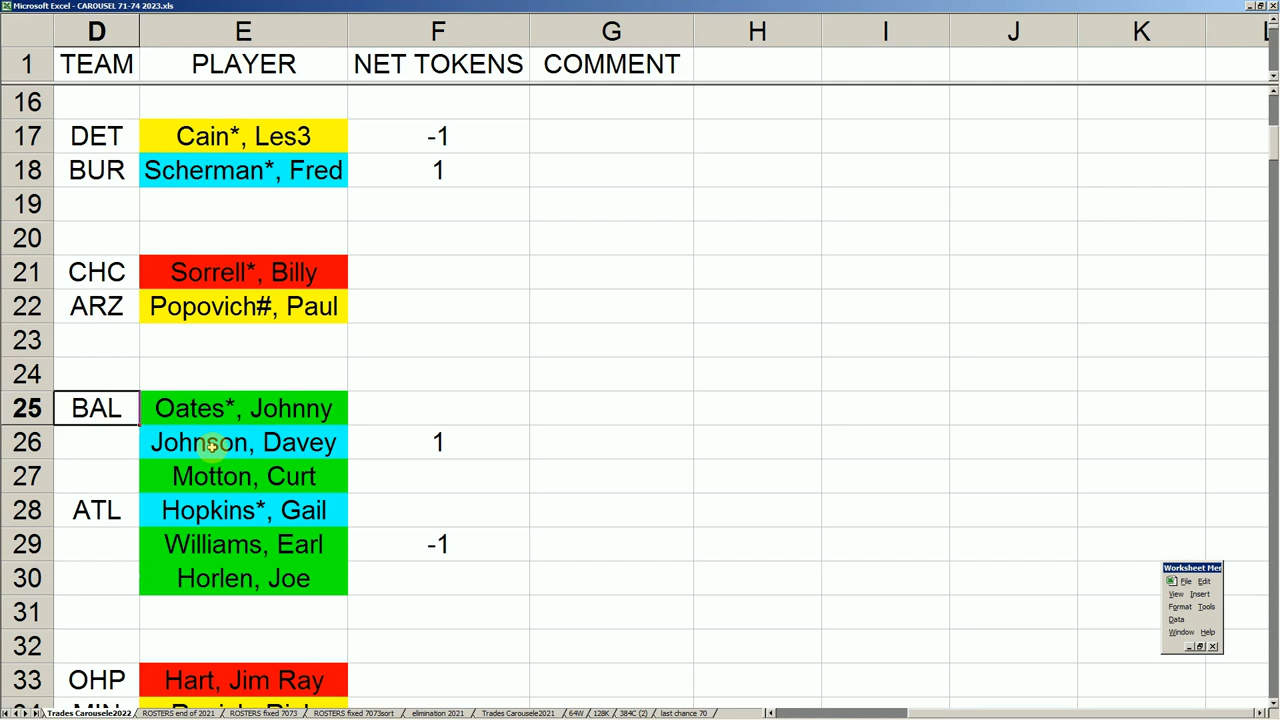 Microsoft Excel - CAROUSEL 71-74 2023.xls
D E F G H I J K
1 TEAM PLAYER NET TOKENS COMMENT
16
17 DET Cain*, Les3 -1
18 BUR Scherman*, Fred 1
19
20
21 CHC Sorrell*, Billy
22 ARZ Popovich#, Paul
23
24
25 BAL Oates*, Johnny
26 Johnson, Davey 1
27 Motton, Curt
28 ATL Hopkins*, Gail
29 Williams, Earl -1
30 Horlen, Joe
31
32
33 OHP Hart, Jim Ray
Worksheet Mer
File Edit
View Insert
Format Tools
Data
Window Help
Trades Carousele2022 ROSTERS end of 2021 ROSTERS fixed 7073 ROSTERS fixed 7073sort elimination 2021 Trades Carousele2021 64W 128K 384C (2) last chance 70